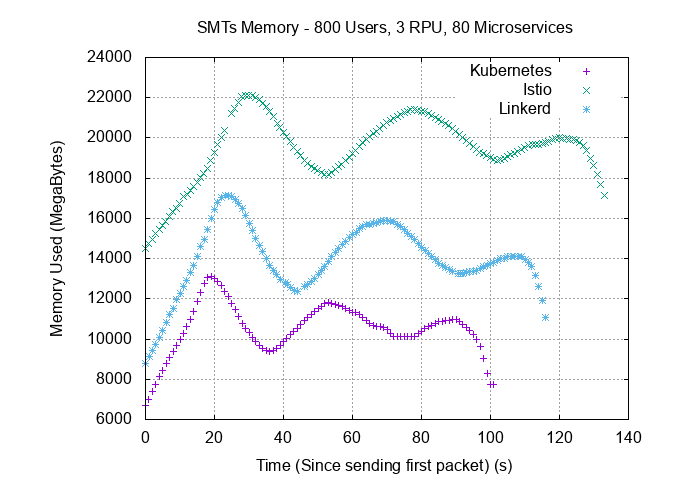 SMTs Memory - 800 Users, 3 RPU, 80 Microservices
24000
22000
20000
18000
16000
14000
12000
10000
8000
6000
Memory Used (MegaBytes)
Kubernetes
Istio
Linkerd
0 20 40 60 80 100 120 140
Time (Since sending first packet) (s)